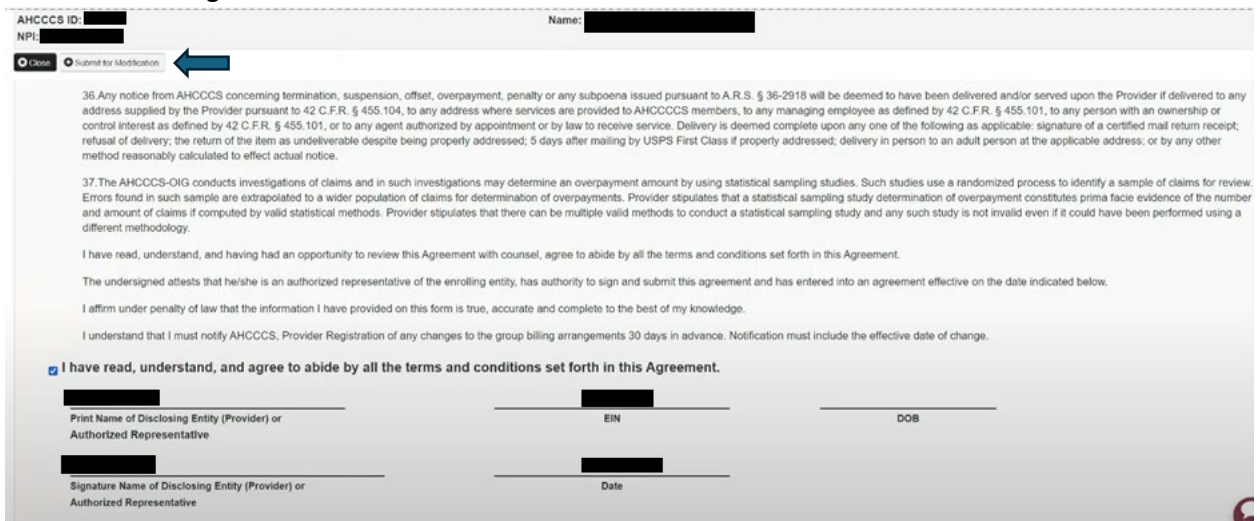 AHCCCS ID:
Name:
NPI:
Close
Submit for Modification
36.Any notice from AHCCCS concerning termination, suspension, offset, overpayment, penalty or any subpoena issued pursuant to A.R.S. § 36-2918 will be deemed to have been delivered and/or served upon the Provider if delivered to any
address supplied by the Provider pursuant to 42 C.F.R. § 455.104, to any address where services are provided to AHCCCS members, to any managing employee as defined by 42 C.F.R. § 455.101, to any person with an ownership or
control interest as defined by 42 C.F.R. § 455.101, or to any agent authorized by appointment or by law to receive service. Delivery is deemed complete upon any one of the following as applicable: signature of a certified mail return receipt;
refusal of delivery; the return of the item as undeliverable despite being properly addressed; 5 days after mailing by USPS First Class if properly addressed; delivery in person to an adult person at the applicable address; or by any other
method reasonably calculated to effect actual notice.
37.The AHCCCS-OIG conducts investigations of claims and in such investigations may determine an overpayment amount by using statistical sampling studies. Such studies use a randomized process to identify a sample of claims for review.
Errors found in such sample are extrapolated to a wider population of claims for determination of overpayments. Provider stipulates that a statistical sampling study determination of overpayment constitutes prima facie evidence of the number
and amount of claims if computed by valid statistical methods. Provider stipulates that there can be multiple valid methods to conduct a statistical sampling study and any such study is not invalid even if it could have been performed using a
different methodology.
I have read, understand, and having had an opportunity to review this Agreement with counsel, agree to abide by all the terms and conditions set forth in this Agreement.
The undersigned attests that he/she is an authorized representative of the enrolling entity, has authority to sign and submit this agreement and has entered into an agreement effective on the date indicated below.
I affirm under penalty of law that the information I have provided on this form is true, accurate and complete to the best of my knowledge.
I understand that I must notify AHCCCS, Provider Registration of any changes to the group billing arrangements 30 days in advance. Notification must include the effective date of change.
I have read, understand, and agree to abide by all the terms and conditions set forth in this Agreement.
Print Name of Disclosing Entity (Provider) or
Authorized Representative
EIN
DOB
Signature Name of Disclosing Entity (Provider) or
Authorized Representative
Date